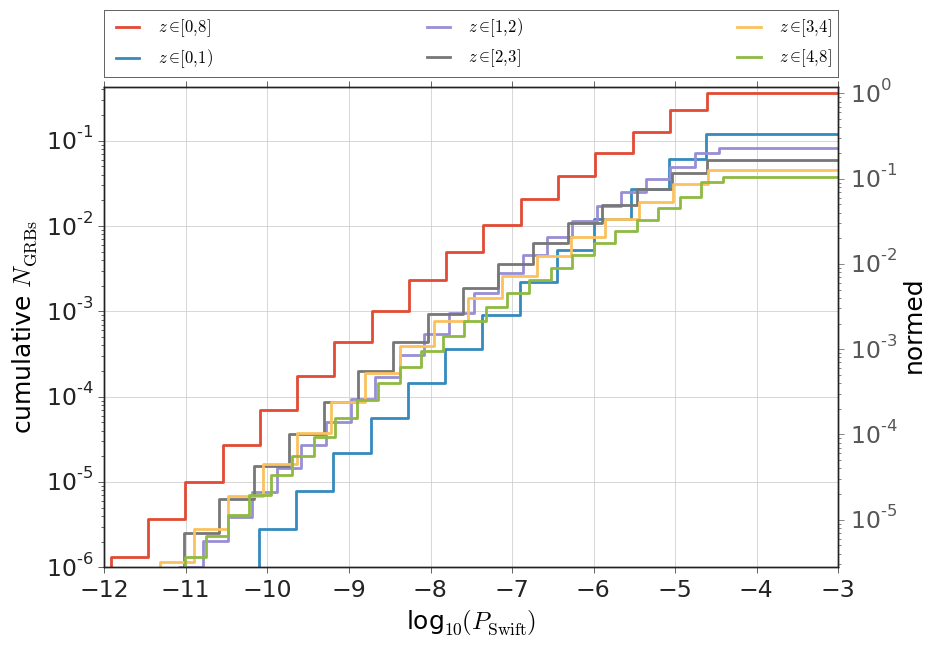 z∈[0,8] z∈[1,2) z∈[3,4]
z∈[0,1) z∈[2,3] z∈[4,8]
10^0
10^-1
10^-1
10^-2
10^-2
10^-3
10^-3
10^-4
10^-4
10^-5
10^-5
10^-6
cumulative N_GRBs
normed
−12 −11 −10 −9 −8 −7 −6 −5 −4 −3
log_10(P_Swift)